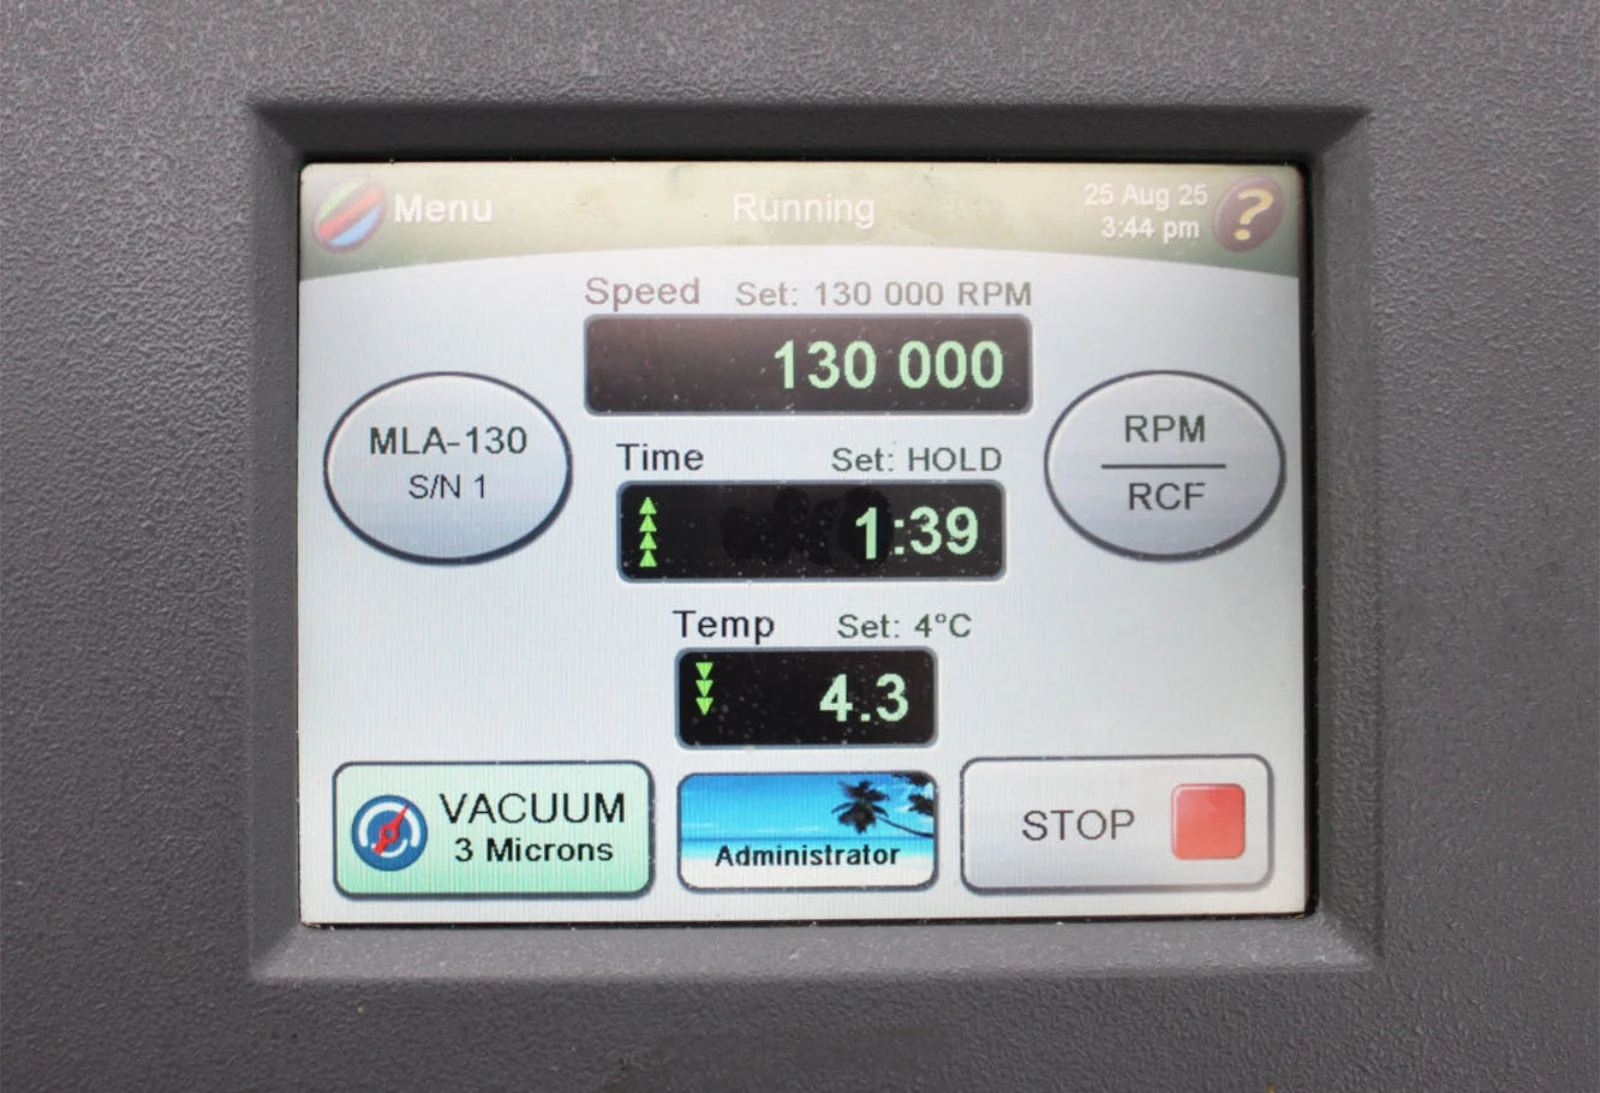 Menu
Running
25 Aug 25
3:44 pm
?
Speed Set: 130 000 RPM
130 000
MLA-130
S/N 1
RPM
RCF
Time Set: HOLD
1:39
Temp Set: 4°C
4.3
VACUUM
3 Microns
Administrator
STOP